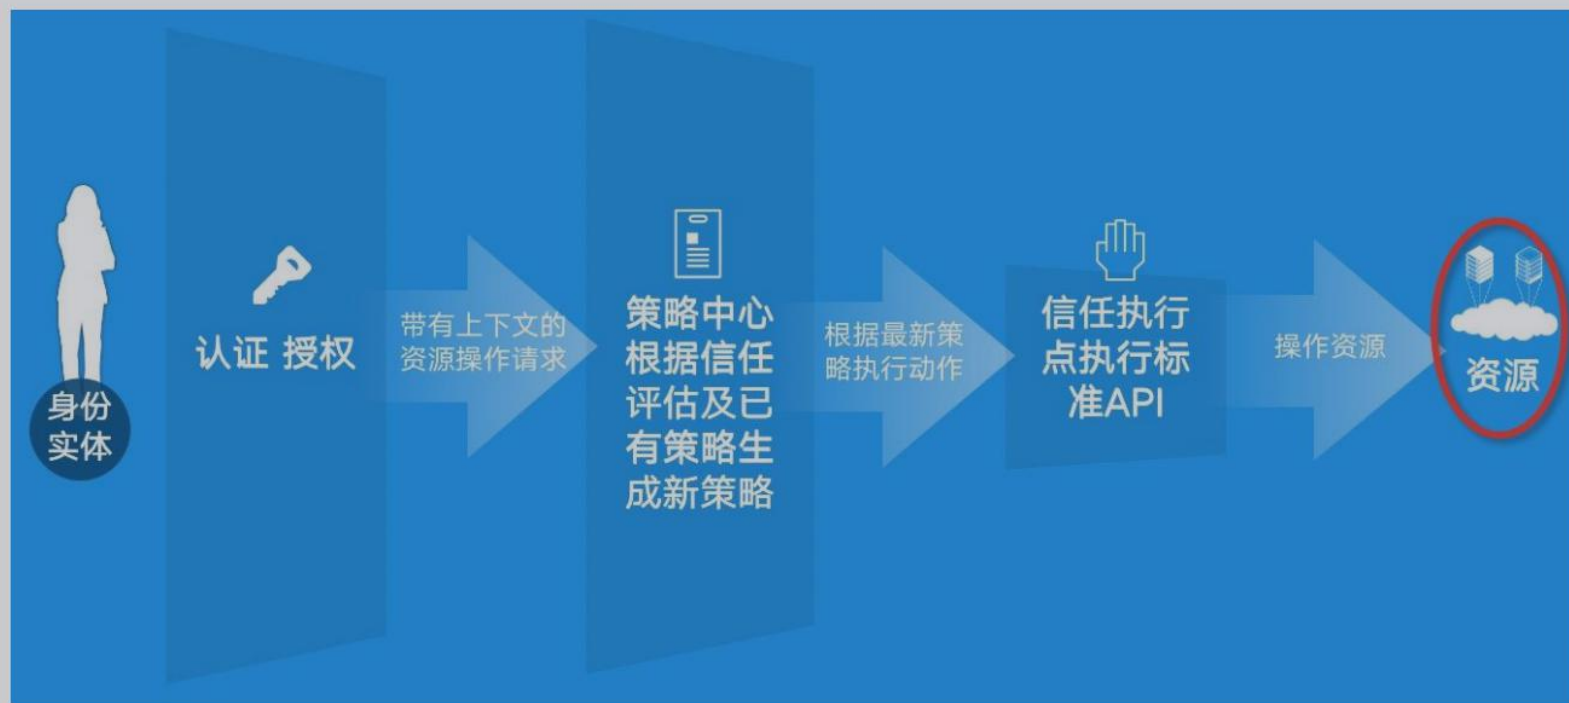 身份
实体
认证 授权
带有上下文的
资源操作请求
策略中心
根据信任
评估及已
有策略生
成新策略
根据最新策
略执行动作
信任执行
点执行标
准API
操作资源
资源